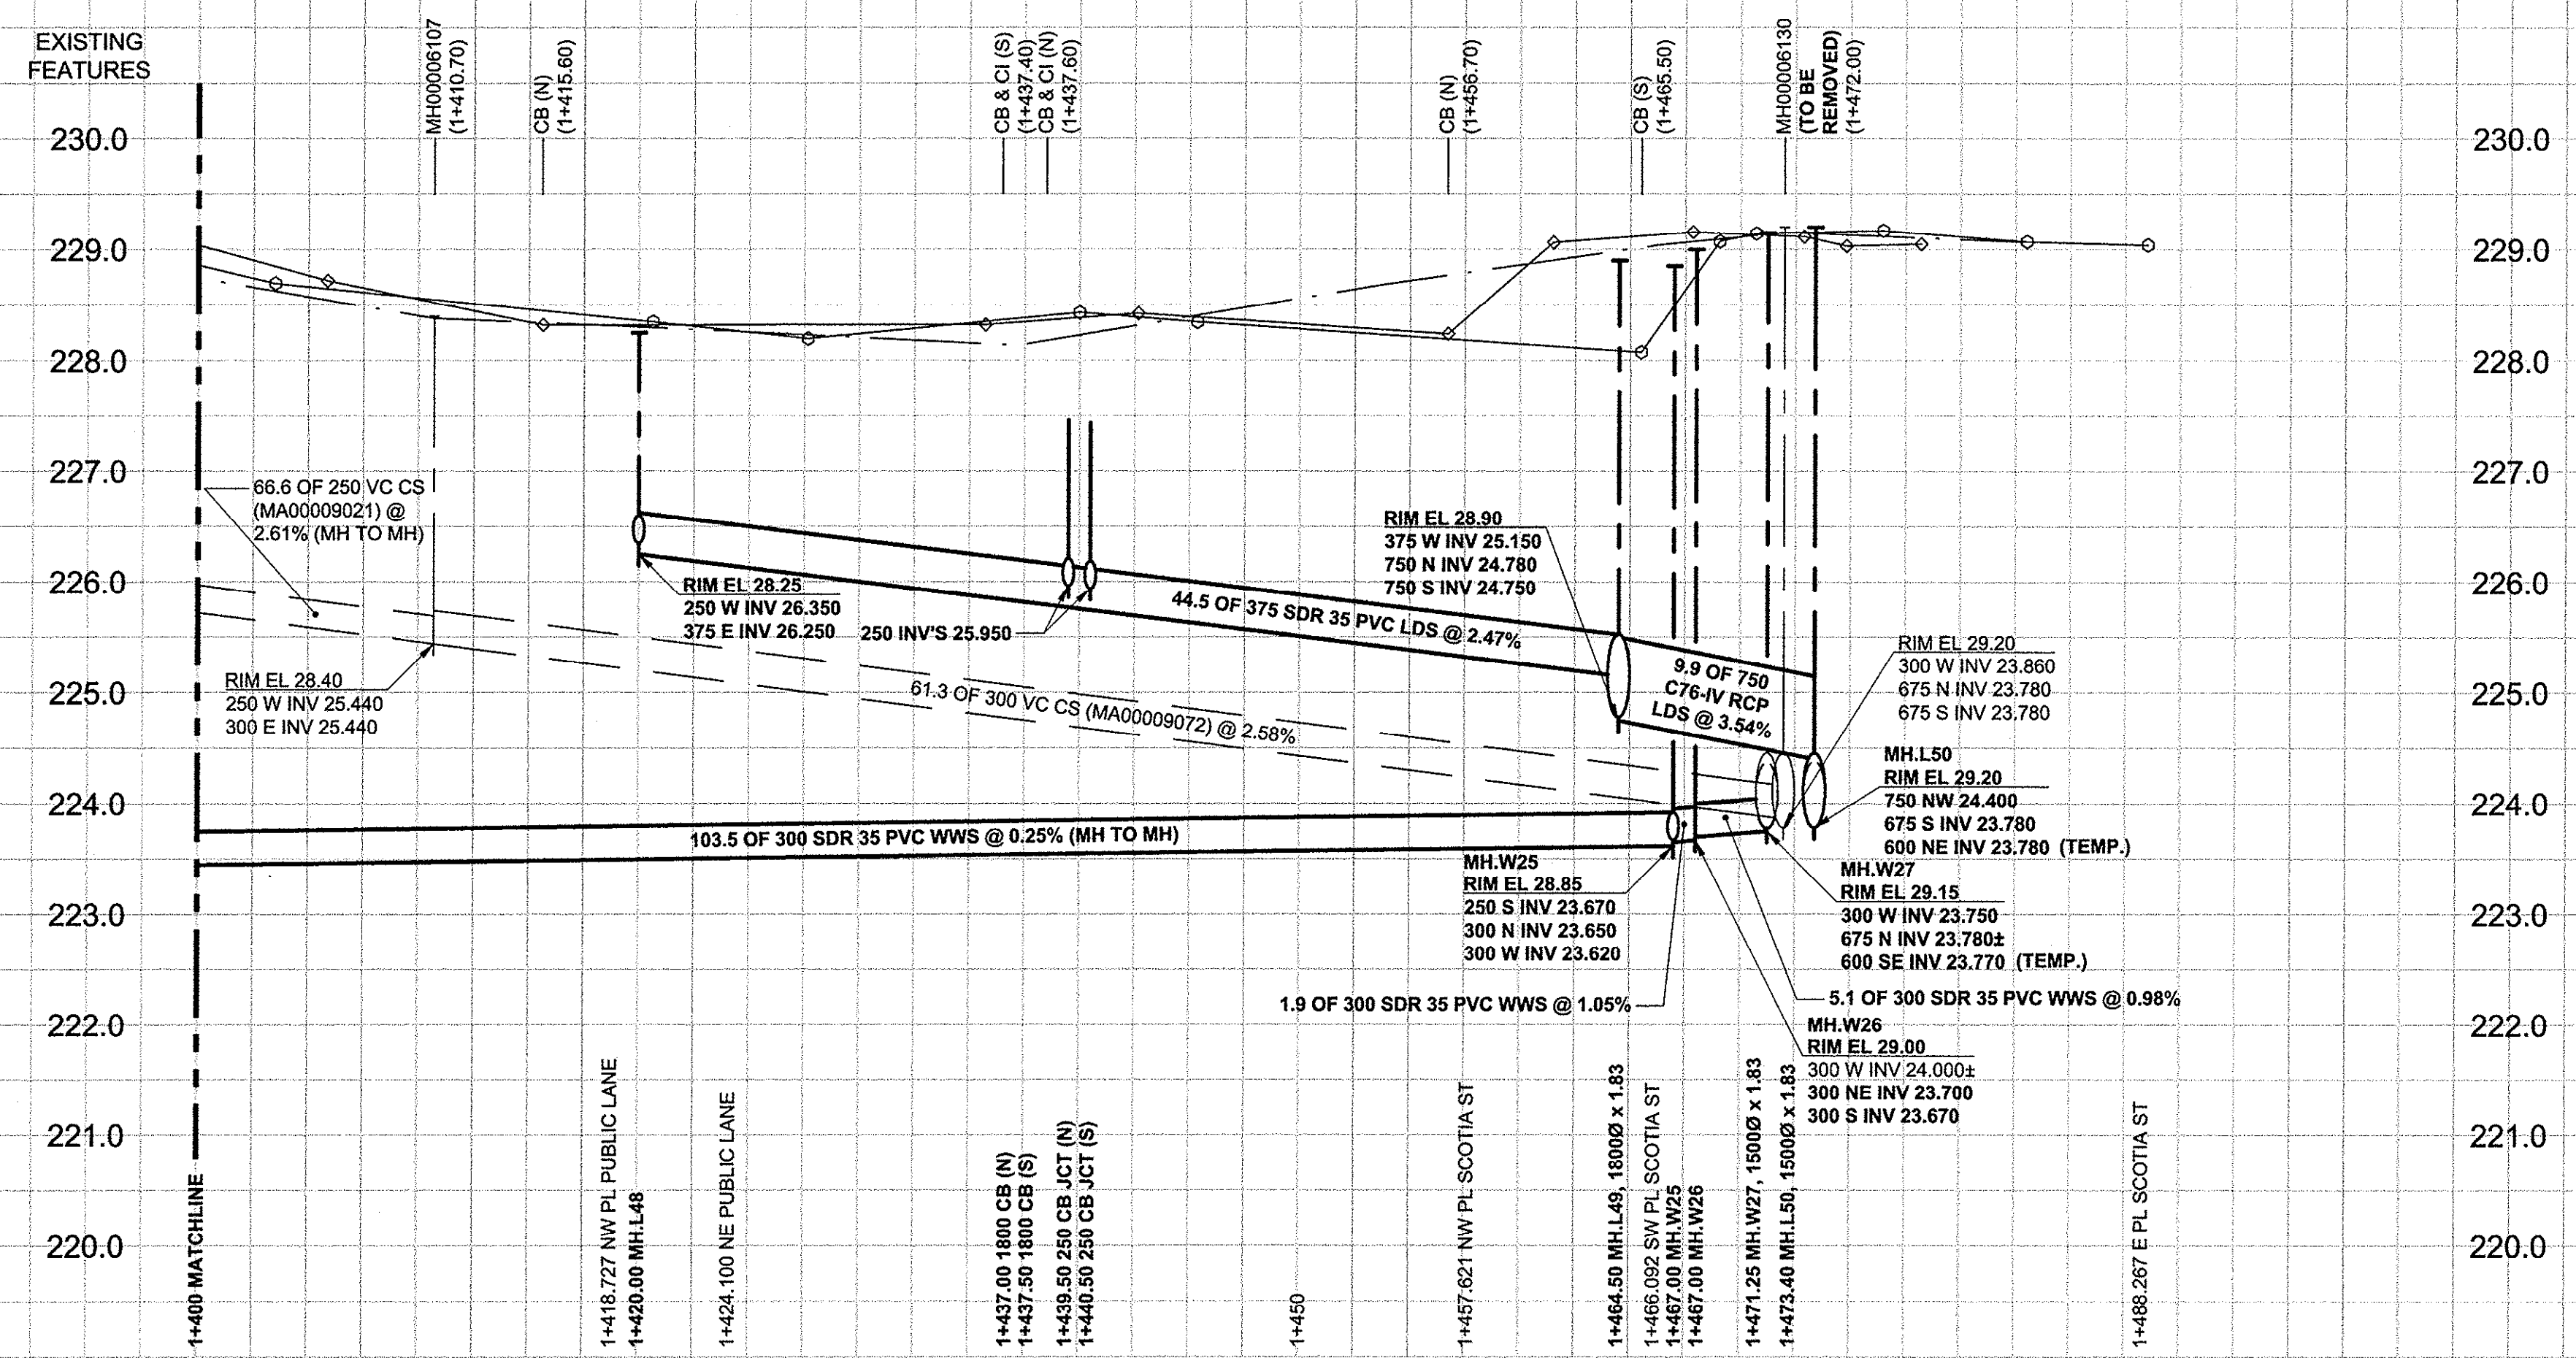 EXISTING
FEATURES
MH00006107
(1+410.70)
CB (N)
(1+415.60)
CB & CI (S)
(1+437.40)
CB & CI (N)
(1+437.60)
CB (N)
(1+456.70)
CB (S)
(1+465.50)
MH00006130
(TO BE
REMOVED)
(1+472.00)
230.0
230.0
229.0
229.0
228.0
228.0
227.0
227.0
226.0
226.0
225.0
225.0
224.0
224.0
223.0
223.0
222.0
222.0
221.0
221.0
220.0
220.0
66.6 OF 250 VC CS
(MA00009021) @
2.61% (MH TO MH)
RIM EL 28.40
250 W INV 25.440
300 E INV 25.440
RIM EL 28.25
250 W INV 26.350
375 E INV 26.250
250 INV'S 25.950
44.5 OF 375 SDR 35 PVC LDS @ 2.47%
61.3 OF 300 VC CS (MA00009072) @ 2.58%
RIM EL 28.90
375 W INV 25.150
750 N INV 24.780
750 S INV 24.750
9.9 OF 750
C76-IV RCP
LDS @ 3.54%
RIM EL 29.20
300 W INV 23.860
675 N INV 23.780
675 S INV 23.780
MH.L50
RIM EL 29.20
750 NW 24.400
675 S INV 23.780
600 NE INV 23.780 (TEMP.)
103.5 OF 300 SDR 35 PVC WWS @ 0.25% (MH TO MH)
MH.W25
RIM EL 28.85
250 S INV 23.670
300 N INV 23.650
300 W INV 23.620
MH.W27
RIM EL 29.15
300 W INV 23.750
675 N INV 23.780±
600 SE INV 23.770 (TEMP.)
1.9 OF 300 SDR 35 PVC WWS @ 1.05%
5.1 OF 300 SDR 35 PVC WWS @ 0.98%
MH.W26
RIM EL 29.00
300 W INV 24.000±
300 NE INV 23.700
300 S INV 23.670
1+400 MATCHLINE
1+418.727 NW PL PUBLIC LANE
1+420.00 MH.L48
1+424.100 NE PUBLIC LANE
1+437.00 1800 CB (N)
1+437.50 1800 CB (S)
1+439.50 250 CB JCT (N)
1+440.50 250 CB JCT (S)
1+450
1+457.621 NW PL SCOTIA ST
1+464.50 MH.L49, 1800Ø x 1.83
1+466.092 SW PL SCOTIA ST
1+467.00 MH.W25
1+467.00 MH.W26
1+471.25 MH.W27, 1500Ø x 1.83
1+473.40 MH.L50, 1500Ø x 1.83
1+488.267 E PL SCOTIA ST